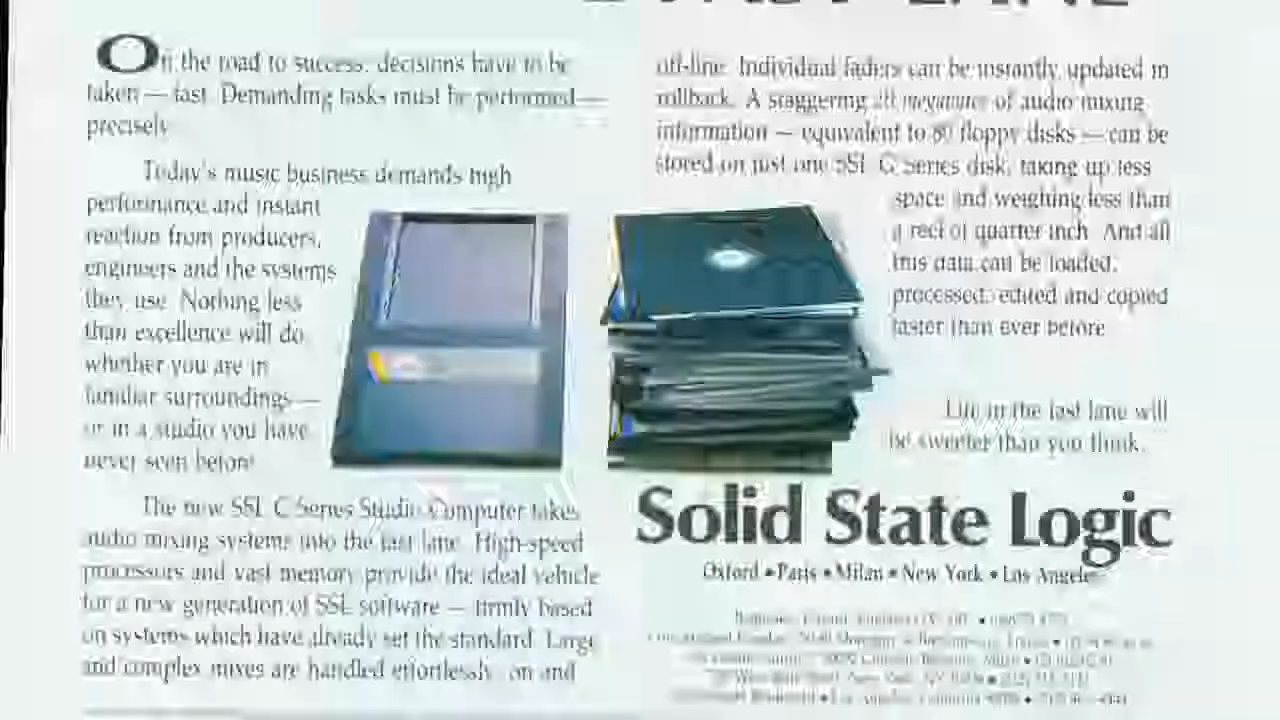 FAST LANE
On the road to success, decisions have to be
taken — fast. Demanding tasks must be performed —
precisely.
Today's music business demands high
performance and instant
reaction from producers,
engineers and the systems
they use. Nothing less
than excellence will do,
whether you are in
familiar surroundings —
or in a studio you have
never seen before.
The new SSL G Series Studio Computer takes
audio mixing systems into the fast lane. High-speed
processors and vast memory provide the ideal vehicle
for a new generation of SSL software — firmly based
on systems which have already set the standard. Large
and complex mixes are handled effortlessly, on and
off-line. Individual faders can be instantly updated in
rollback. A staggering 20 megabytes of audio mixing
information — equivalent to 80 floppy disks — can be
stored on just one SSL G Series disk, taking up less
space and weighing less than
a reel of quarter inch. And all
this data can be loaded,
processed, edited and copied
faster than ever before.
Life in the fast lane will
be sweeter than you think.
Solid State Logic
Oxford • Paris • Milan • New York • Los Angeles